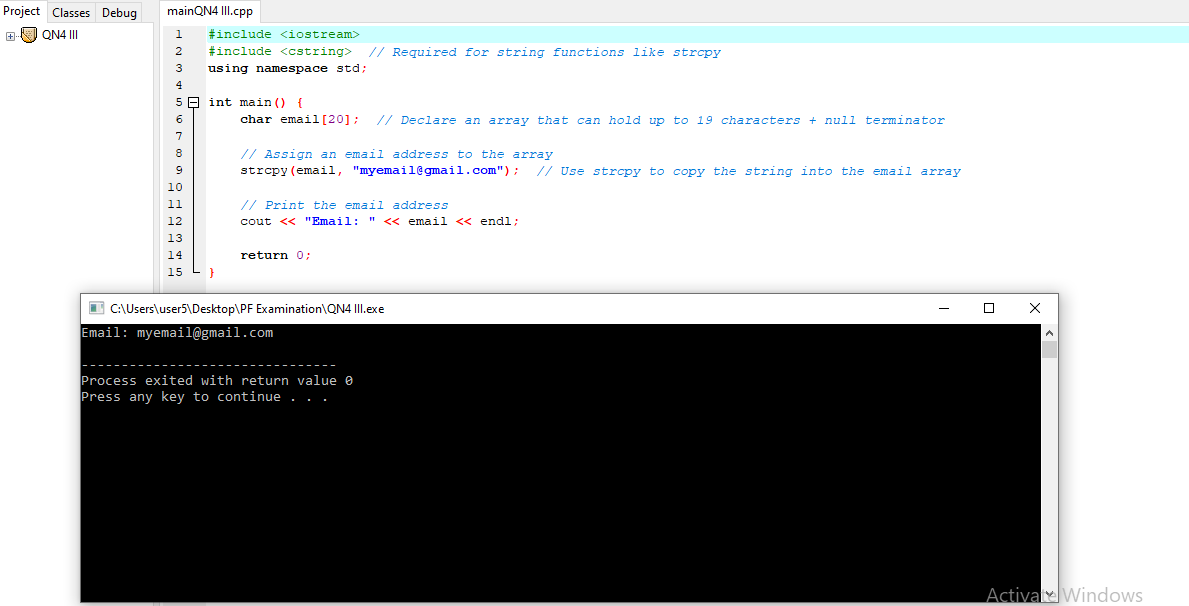 Project Classes Debug mainQN4 III.cpp
QN4 III
1 #include <iostream>
2 #include <cstring>  // Required for string functions like strcpy
3 using namespace std;
4
5 int main() {
6     char email[20];  // Declare an array that can hold up to 19 characters + null terminator
7
8     // Assign an email address to the array
9     strcpy(email, "myemail@gmail.com");  // Use strcpy to copy the string into the email array
10
11     // Print the email address
12     cout << "Email: " << email << endl;
13
14     return 0;
15 }
C:\Users\user5\Desktop\PF Examination\QN4 III.exe
Email: myemail@gmail.com
--------------------------------
Process exited with return value 0
Press any key to continue . . .
Activate Windows